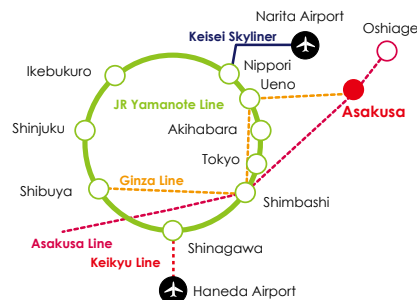 Narita Airport
Keisei Skyliner
Oshiage
Nippori
Ikebukuro
Ueno
JR Yamanote Line
Asakusa
Shinjuku
Akihabara
Tokyo
Ginza Line
Shibuya
Shimbashi
Asakusa Line
Shinagawa
Keikyu Line
Haneda Airport